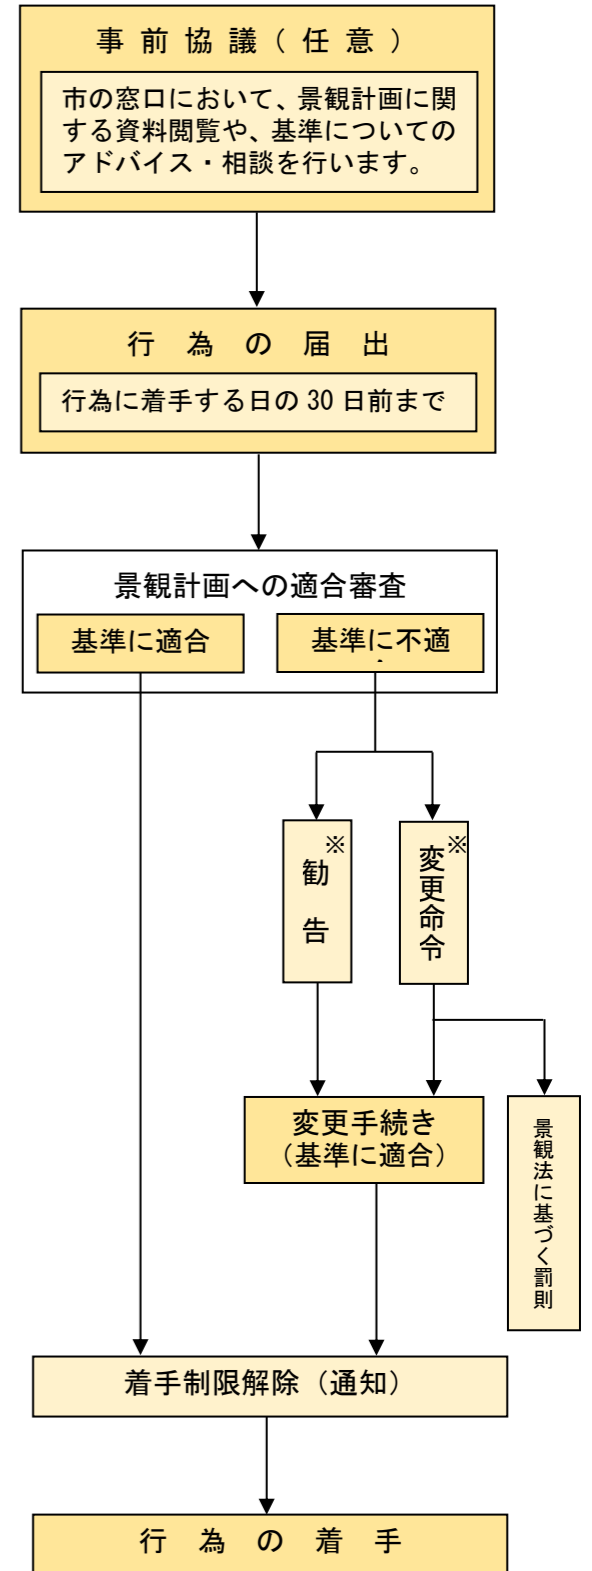 事前協議（任意）
市の窓口において、景観計画に関
する資料閲覧や、基準についての
アドバイス・相談を行います。
行為の届出
行為に着手する日の30日前まで
景観計画への適合審査
基準に適合
基準に不適
※
勧告
※
変更命令
変更手続き
（基準に適合）
景観法に基づく罰則
着手制限解除（通知）
行為の着手